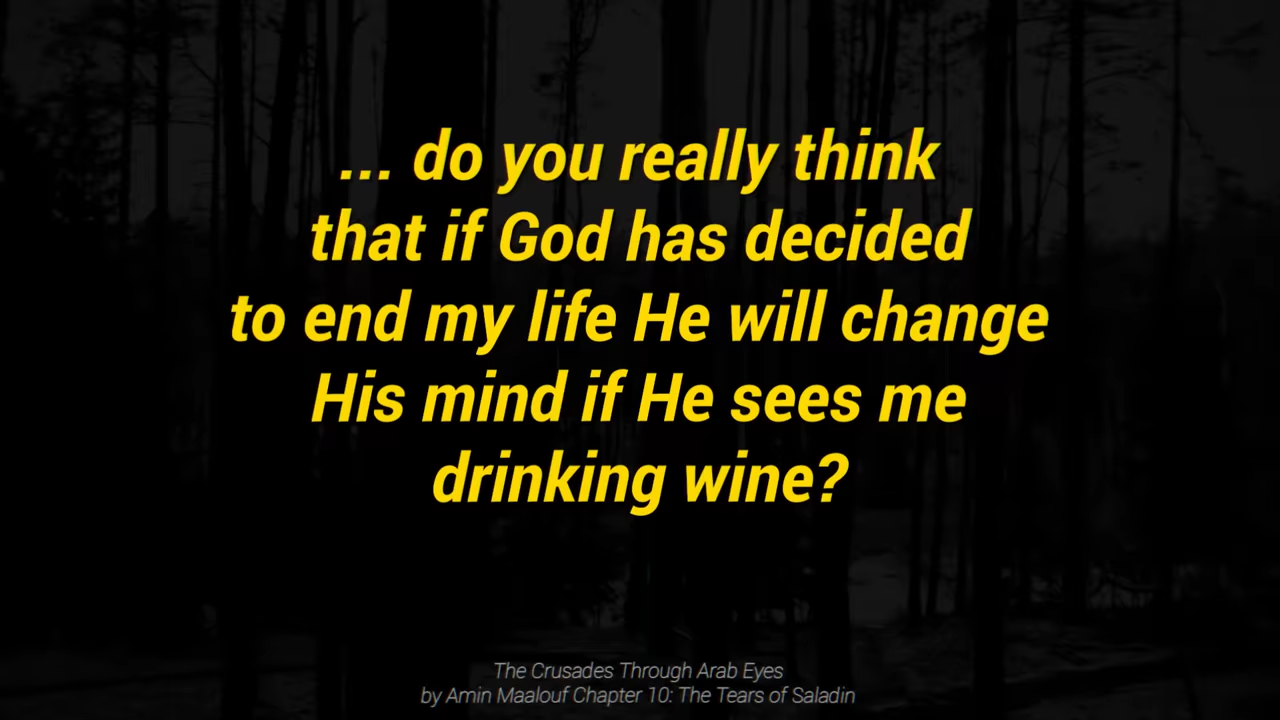 ... do you really think
that if God has decided
to end my life He will change
His mind if He sees me
drinking wine?
The Crusades Through Arab Eyes
by Amin Maalouf Chapter 10: The Tears of Saladin